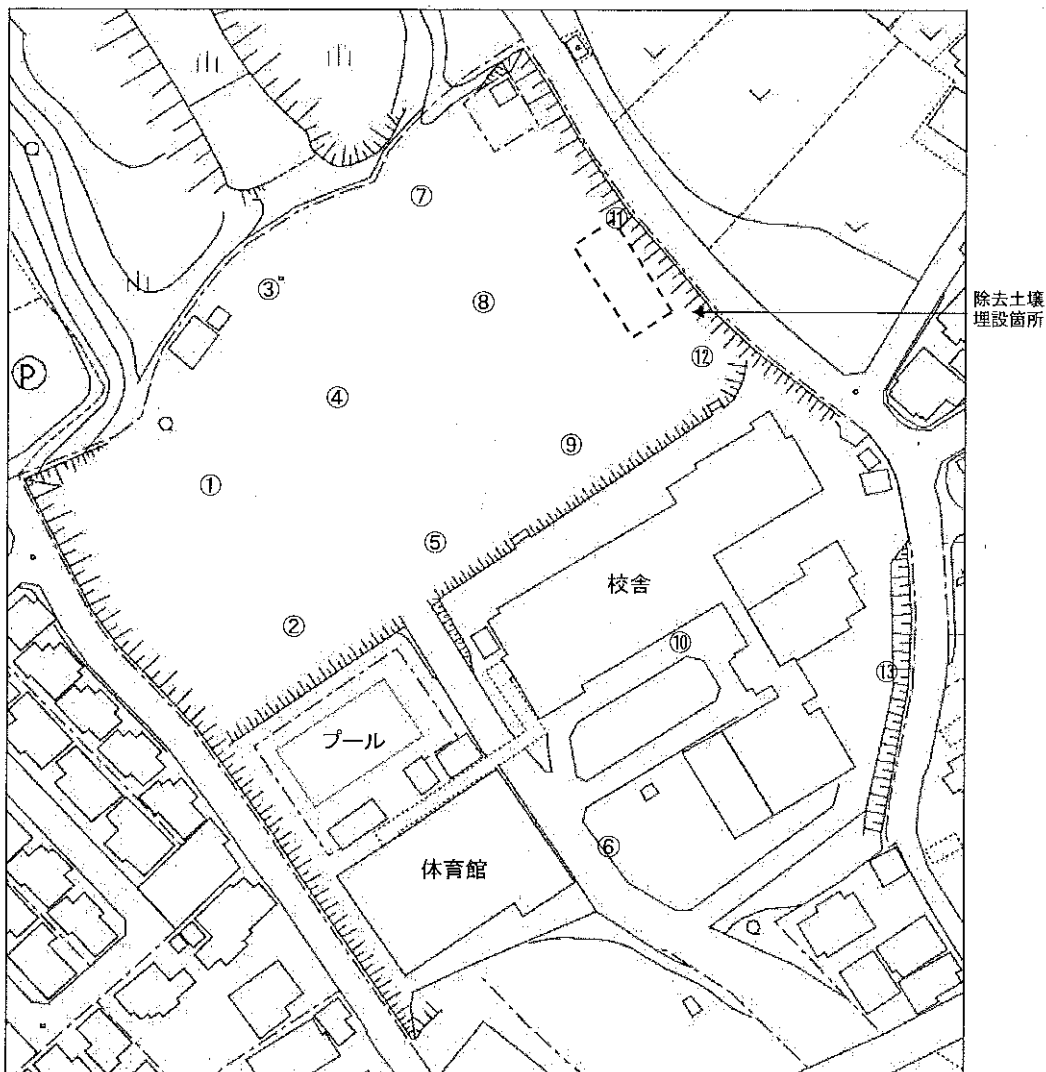 ⑪
⑦
③
⑧
除去土壌
埋設箇所
⑫
P
④
⑨
①
⑤
校舎
②
⑩
⑬
プール
⑥
体育館